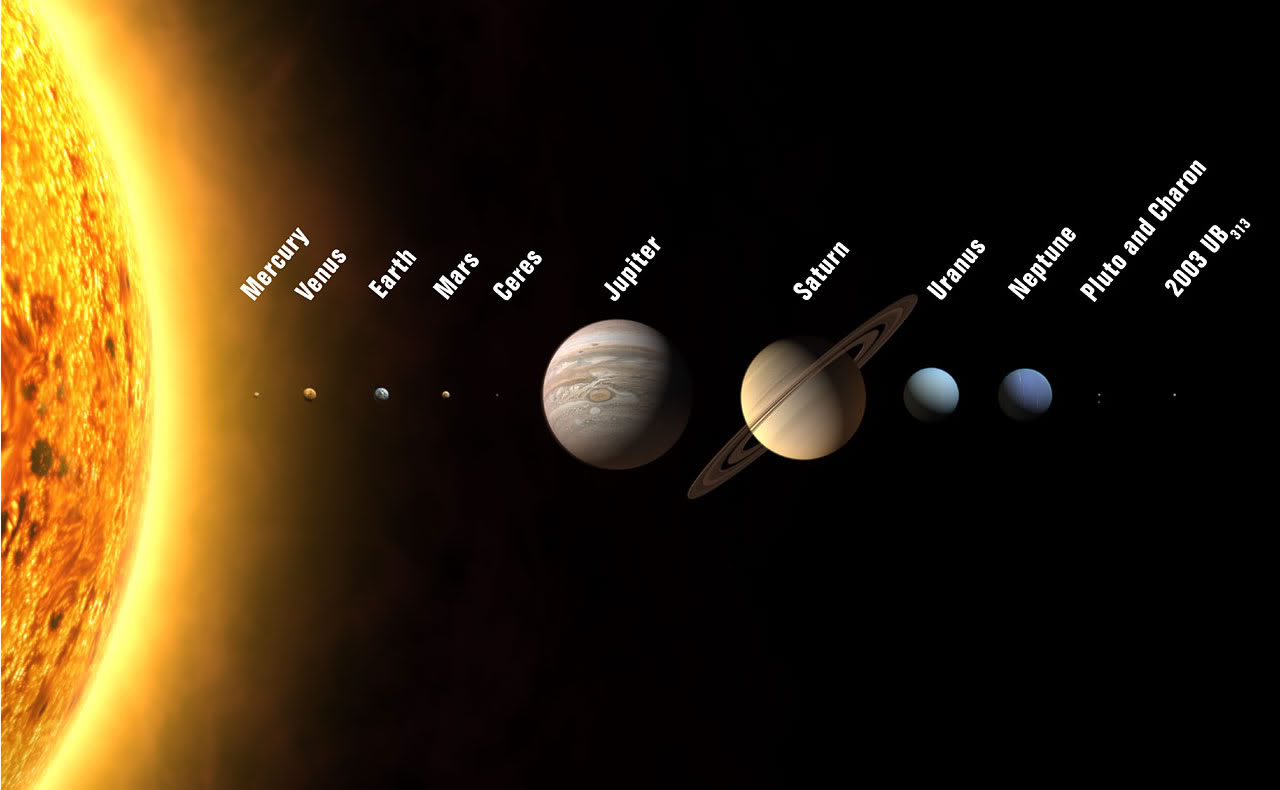 Mercury
Venus
Earth
Mars
Ceres
Jupiter
Saturn
Uranus
Neptune
Pluto and Charon
2003 UB313